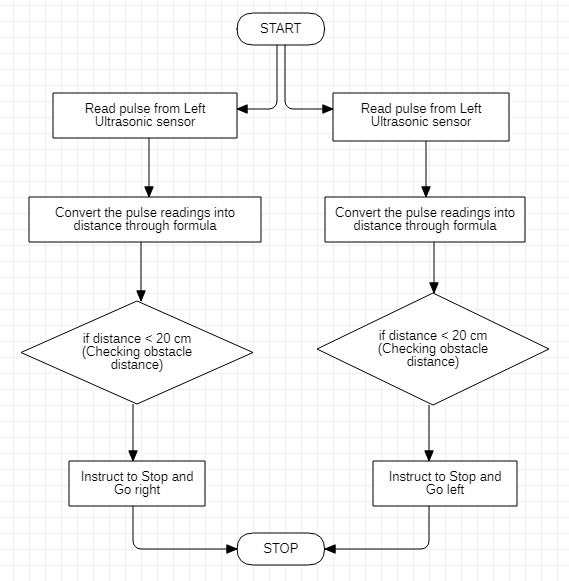 START
Read pulse from Left
Ultrasonic sensor
Read pulse from Left
Ultrasonic sensor
Convert the pulse readings into
distance through formula
Convert the pulse readings into
distance through formula
if distance < 20 cm
(Checking obstacle
distance)
if distance < 20 cm
(Checking obstacle
distance)
Instruct to Stop and
Go right
Instruct to Stop and
Go left
STOP